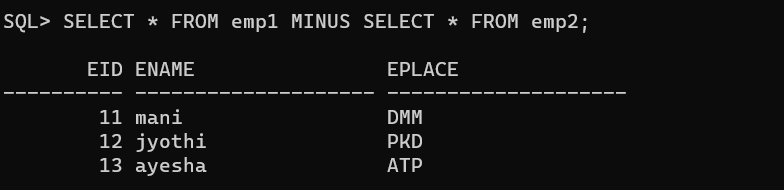 SQL> SELECT * FROM emp1 MINUS SELECT * FROM emp2;
       EID ENAME                EPLACE
---------- -------------------- --------------------
        11 mani                 DMM
        12 jyothi               PKD
        13 ayesha               ATP